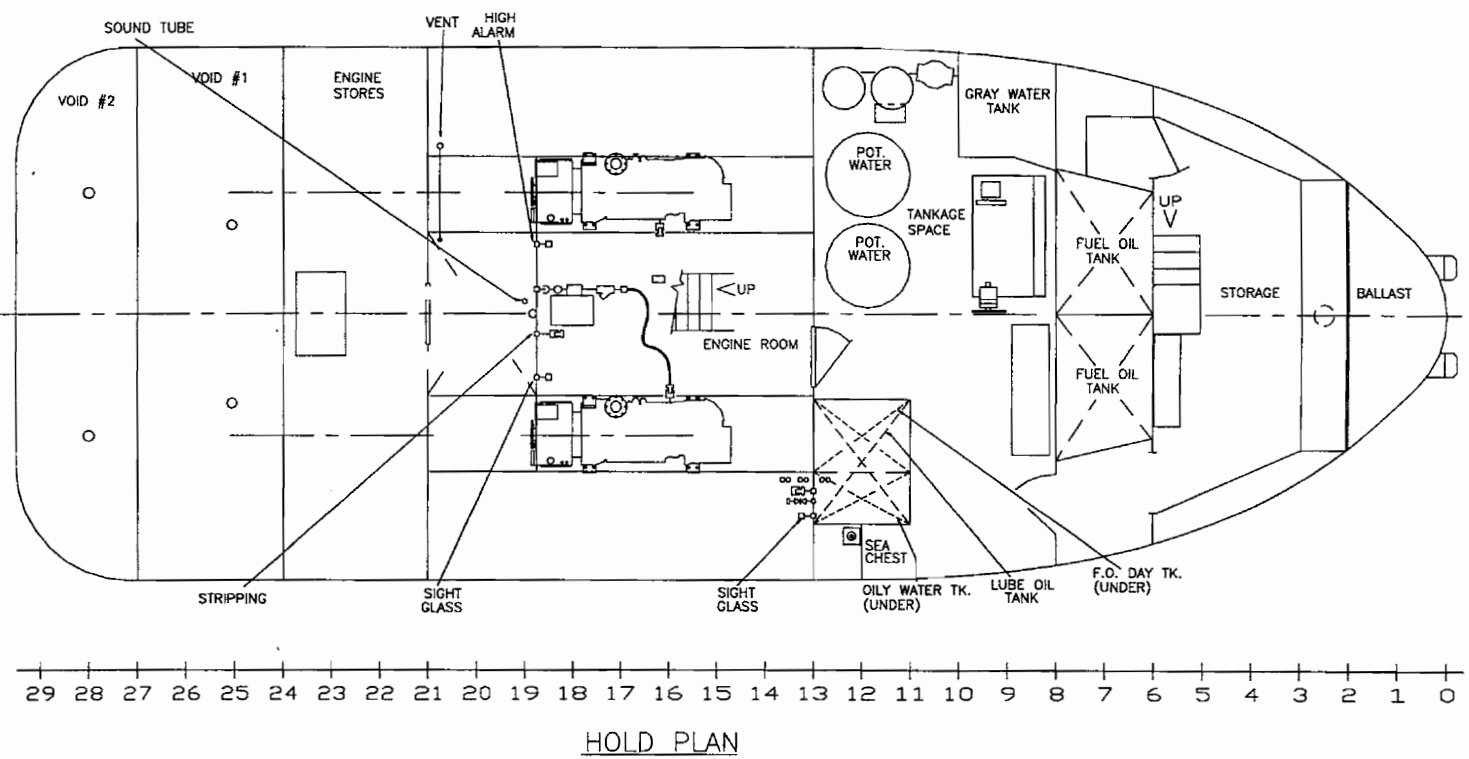 SOUND TUBE
VENT
HIGH
ALARM
VOID #2
VOID #1
ENGINE
STORES
GRAY WATER
TANK
POT.
WATER
POT.
WATER
TANKAGE
SPACE
UP
FUEL OIL
TANK
STORAGE
BALLAST
UP
ENGINE ROOM
FUEL OIL
TANK
SEA
CHEST
STRIPPING
SIGHT
GLASS
SIGHT
GLASS
OILY WATER TK.
(UNDER)
LUBE OIL
TANK
F.O. DAY TK.
(UNDER)
29 28 27 26 25 24 23 22 21 20 19 18 17 16 15 14 13 12 11 10 9 8 7 6 5 4 3 2 1 0
HOLD PLAN